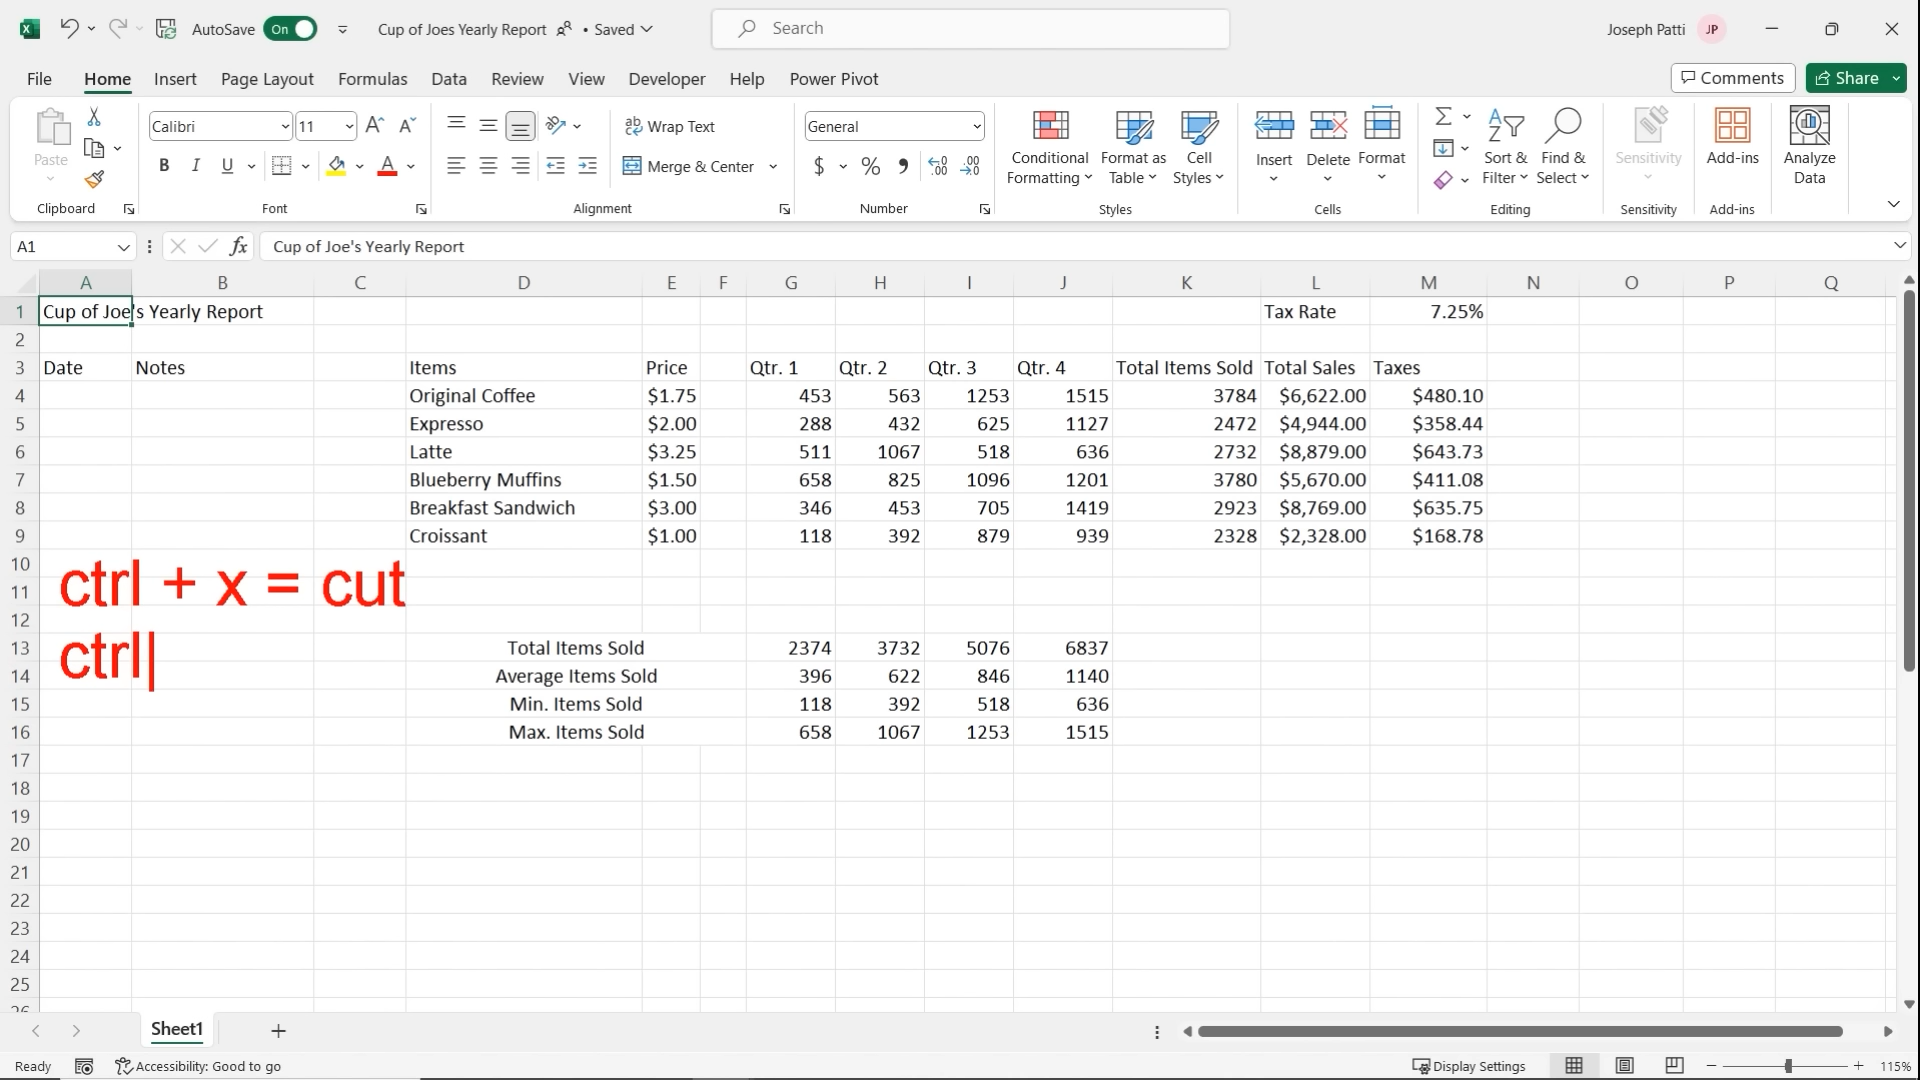 AutoSave On Cup of Joes Yearly Report • Saved Search Joseph Patti JP
File Home Insert Page Layout Formulas Data Review View Developer Help Power Pivot Comments Share
Paste
Clipboard
Calibri 11
B I U A
Font
Wrap Text
Merge & Center
Alignment
General
$ % , .00
Number
Conditional Formatting
Format as Table
Cell Styles
Styles
Insert Delete Format
Cells
Sort & Filter
Find & Select
Editing
Sensitivity
Sensitivity
Add-ins
Add-ins
Analyze Data
A1 fx Cup of Joe's Yearly Report
A B C D E F G H I J K L M N O P Q
1 Cup of Joe's Yearly Report Tax Rate 7.25%
2
3 Date Notes Items Price Qtr. 1 Qtr. 2 Qtr. 3 Qtr. 4 Total Items Sold Total Sales Taxes
4 Original Coffee $1.75 453 563 1253 1515 3784 $6,622.00 $480.10
5 Expresso $2.00 288 432 625 1127 2472 $4,944.00 $358.44
6 Latte $3.25 511 1067 518 636 2732 $8,879.00 $643.73
7 Blueberry Muffins $1.50 658 825 1096 1201 3780 $5,670.00 $411.08
8 Breakfast Sandwich $3.00 346 453 705 1419 2923 $8,769.00 $635.75
9 Croissant $1.00 118 392 879 939 2328 $2,328.00 $168.78
10
ctrl + x = cut
11
12
13 Total Items Sold 2374 3732 5076 6837
ctrl
14 Average Items Sold 396 622 846 1140
15 Min. Items Sold 118 392 518 636
16 Max. Items Sold 658 1067 1253 1515
17
18
19
20
21
22
23
24
25
26
Sheet1
Ready Accessibility: Good to go Display Settings 115%